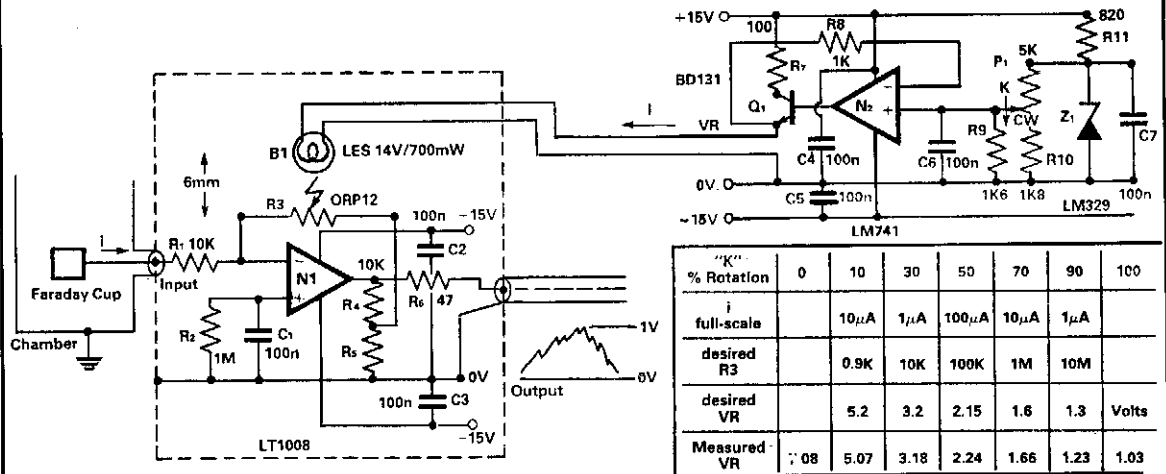 +15V
100
R8
1K
820
R11
BD131
R7
Q1
N2
-
+
5K
P1
K
CW
Z1
C7
i
VR
C4
100n
C6
100n
R9
R10
0V.
C5
100n
1K6
1K8
100n
~15V
LM741
LM329
B1
LES 14V/700mW
6mm
R3
ORP12
100n
-15V
C2
i
R1 10K
Input
Faraday Cup
Chamber
N1
-
+
10K
R4
R6
47
R2
1M
C1
100n
R5
0V
100n
C3
-15V
LT1008
1V
0V
Output
"K"
% Rotation 0 10 30 50 70 90 100
i
full-scale 10µA 1µA 100µA 10µA 1µA
desired
R3 0.9K 10K 100K 1M 10M
desired
VR 5.2 3.2 2.15 1.6 1.3 Volts
Measured
VR 08 5.07 3.18 2.24 1.66 1.23 1.03